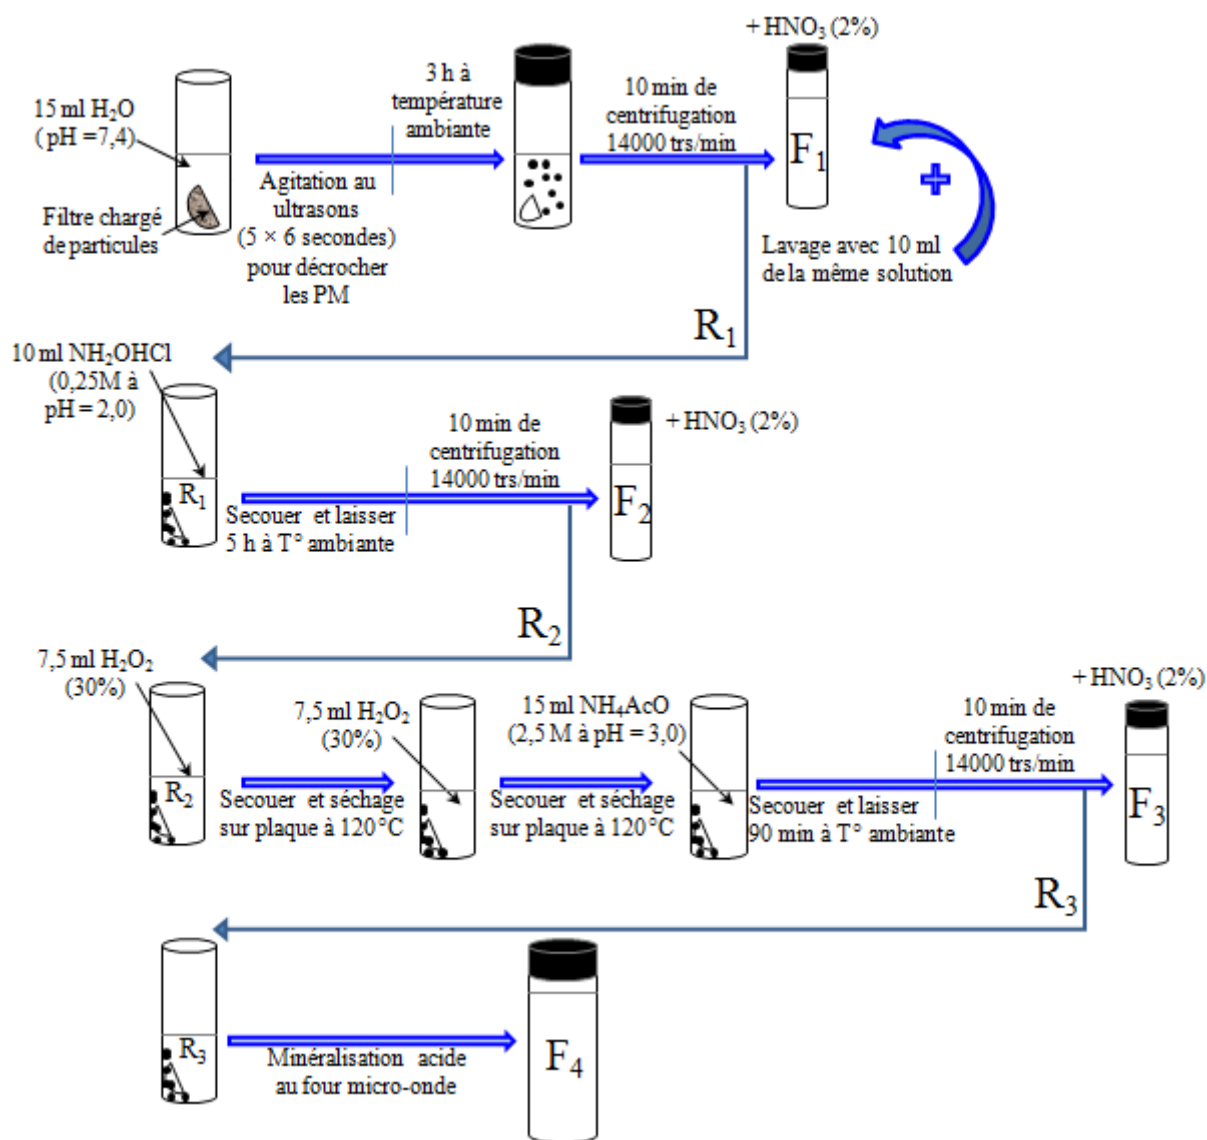 + HNO₃ (2%)
15 ml H₂O
( pH =7,4)
Filtre chargé
de particules
Agitation au
ultrasons
(5 × 6 secondes)
pour décrocher
les PM
3 h à
température
ambiante
10 min de
centrifugation
14000 trs/min
F₁
Lavage avec 10 ml
de la même solution
R₁
10 ml NH₂OHCl
(0,25M à
pH = 2,0)
R₁
Secouer et laisser
5 h à T° ambiante
10 min de
centrifugation
14000 trs/min
F₂
+ HNO₃ (2%)
R₂
7,5 ml H₂O₂
(30%)
R₂
Secouer et séchage
sur plaque à 120°C
7,5 ml H₂O₂
(30%)
Secouer et séchage
sur plaque à 120°C
15 ml NH₄AcO
(2,5 M à pH = 3,0)
Secouer et laisser
90 min à T° ambiante
10 min de
centrifugation
14000 trs/min
+ HNO₃ (2%)
F₃
R₃
R₃
Minéralisation acide
au four micro-onde
F₄